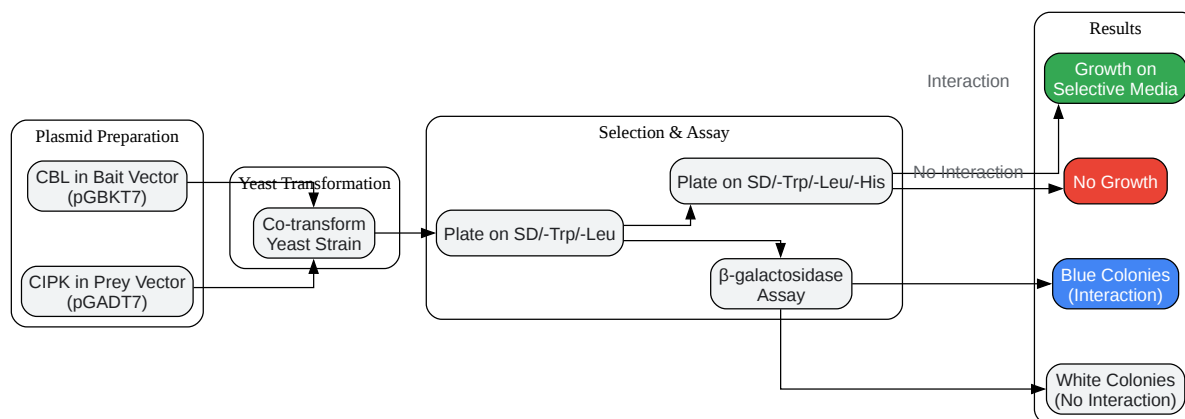 Plasmid Preparation
CBL in Bait Vector
(pGBKT7)
CIPK in Prey Vector
(pGADT7)
Yeast Transformation
Co-transform
Yeast Strain
Selection & Assay
Plate on SD/-Trp/-Leu
Plate on SD/-Trp/-Leu/-His
β-galactosidase
Assay
Interaction
No Interaction
Results
Growth on
Selective Media
No Growth
Blue Colonies
(Interaction)
White Colonies
(No Interaction)